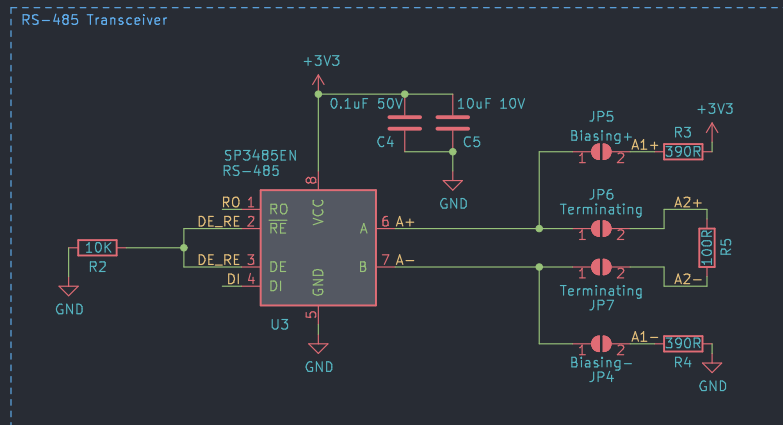 RS-485 Transceiver
+3V3
0.1uF 50V
10uF 10V
C4
C5
GND
JP5
Biasing+
1 2
A1+
R3
390R
+3V3
SP3485EN
RS-485
8
VCC
RO 1 RO
DE_RE 2 RE
DE_RE 3 DE
DI 4 DI
A 6 A+
B 7 A-
GND
5
U3
GND
10K
R2
GND
JP6
Terminating
1 2
A2+
100R
R5
1 2
A2-
Terminating
JP7
1 2
A1-
390R
R4
Biasing-
JP4
GND